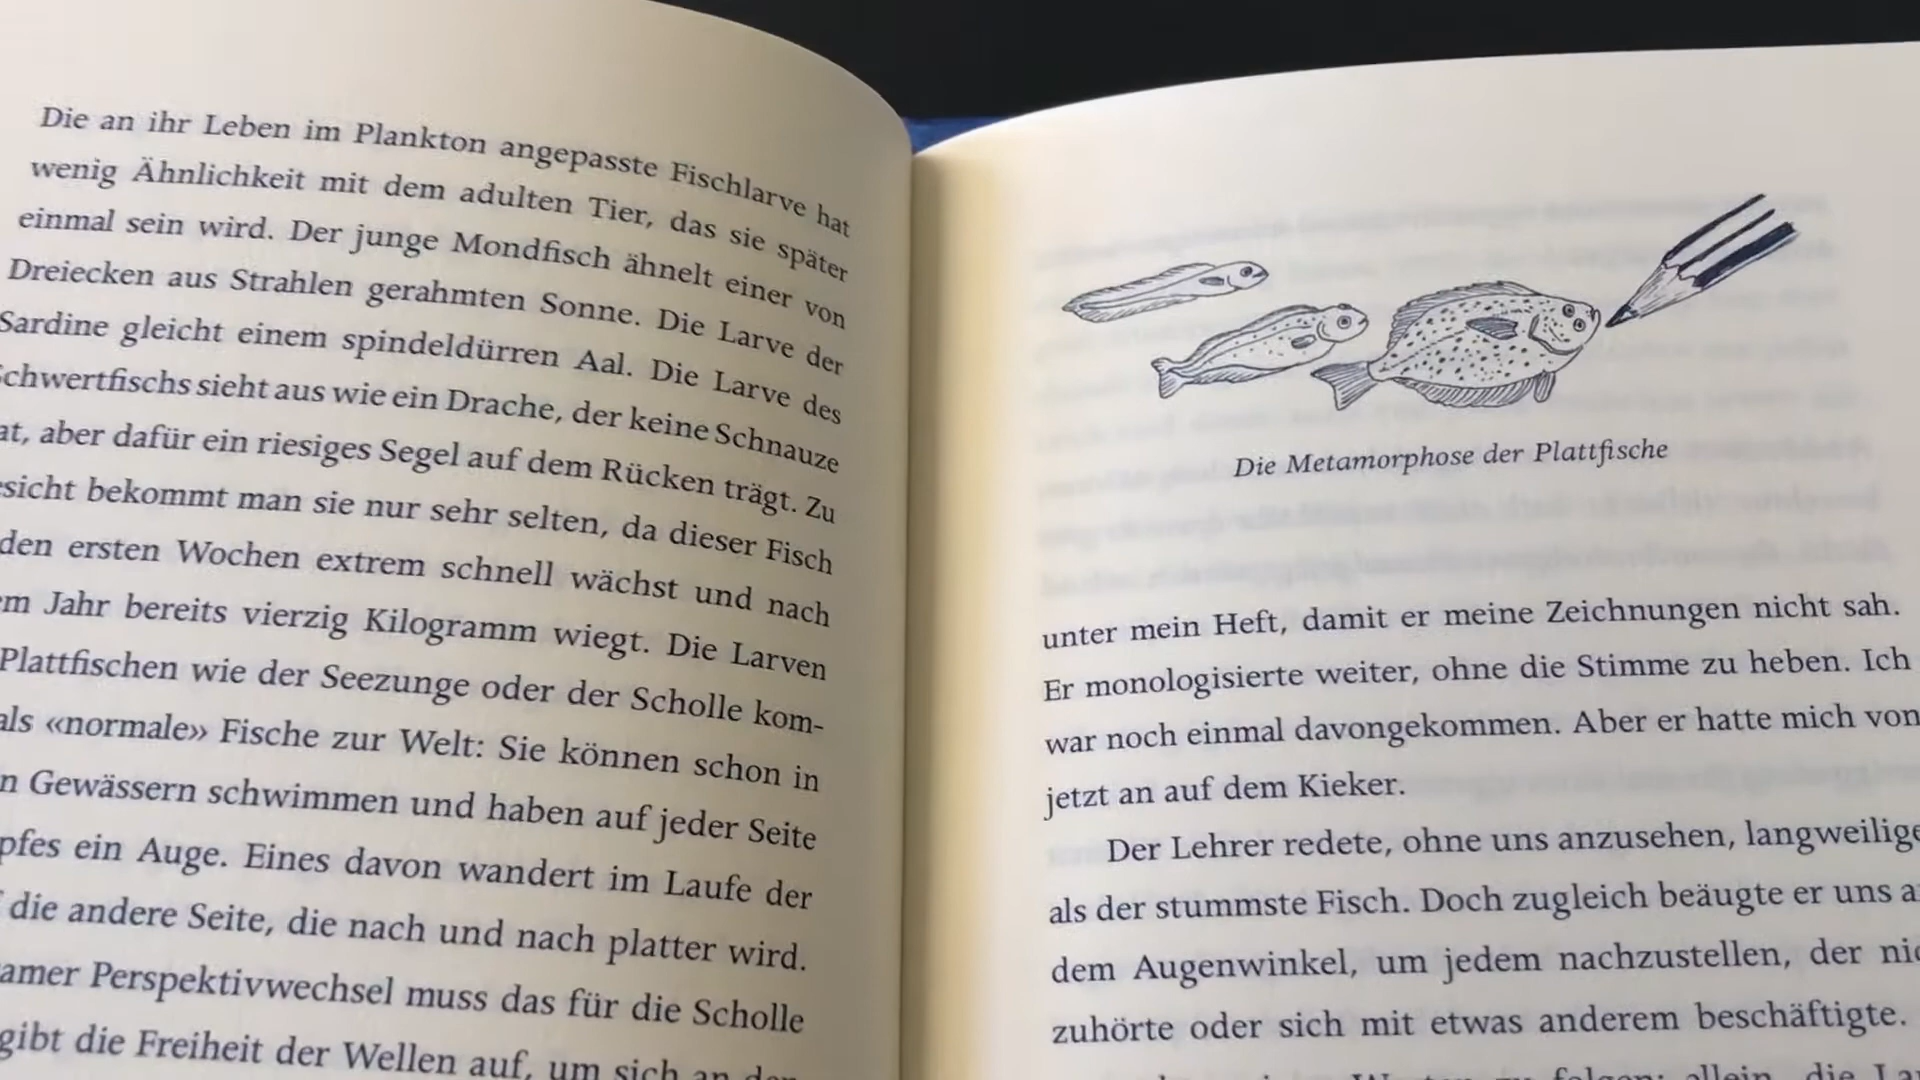 Die an ihr Leben im Plankton angepasste Fischlarve hat
wenig Ähnlichkeit mit dem adulten Tier, das sie später
einmal sein wird. Der junge Mondfisch ähnelt einer von
Dreiecken aus Strahlen gerahmten Sonne. Die Larve der
Sardine gleicht einem spindeldürren Aal. Die Larve des
chwertfischs sieht aus wie ein Drache, der keine Schnauze
at, aber dafür ein riesiges Segel auf dem Rücken trägt. Zu
sicht bekommt man sie nur sehr selten, da dieser Fisch
den ersten Wochen extrem schnell wächst und nach
m Jahr bereits vierzig Kilogramm wiegt. Die Larven
Plattfischen wie der Seezunge oder der Scholle kom-
als «normale» Fische zur Welt: Sie können schon in
n Gewässern schwimmen und haben auf jeder Seite
pfes ein Auge. Eines davon wandert im Laufe der
die andere Seite, die nach und nach platter wird.
amer Perspektivwechsel muss das für die Scholle
gibt die Freiheit der Wellen auf, um sich an den
Die Metamorphose der Plattfische
unter mein Heft, damit er meine Zeichnungen nicht sah.
Er monologisierte weiter, ohne die Stimme zu heben. Ich
war noch einmal davongekommen. Aber er hatte mich von
jetzt an auf dem Kieker.
Der Lehrer redete, ohne uns anzusehen, langweilige
als der stummste Fisch. Doch zugleich beäugte er uns a
dem Augenwinkel, um jedem nachzustellen, der nic
zuhörte oder sich mit etwas anderem beschäftigte.
zu folgen: allein, die La